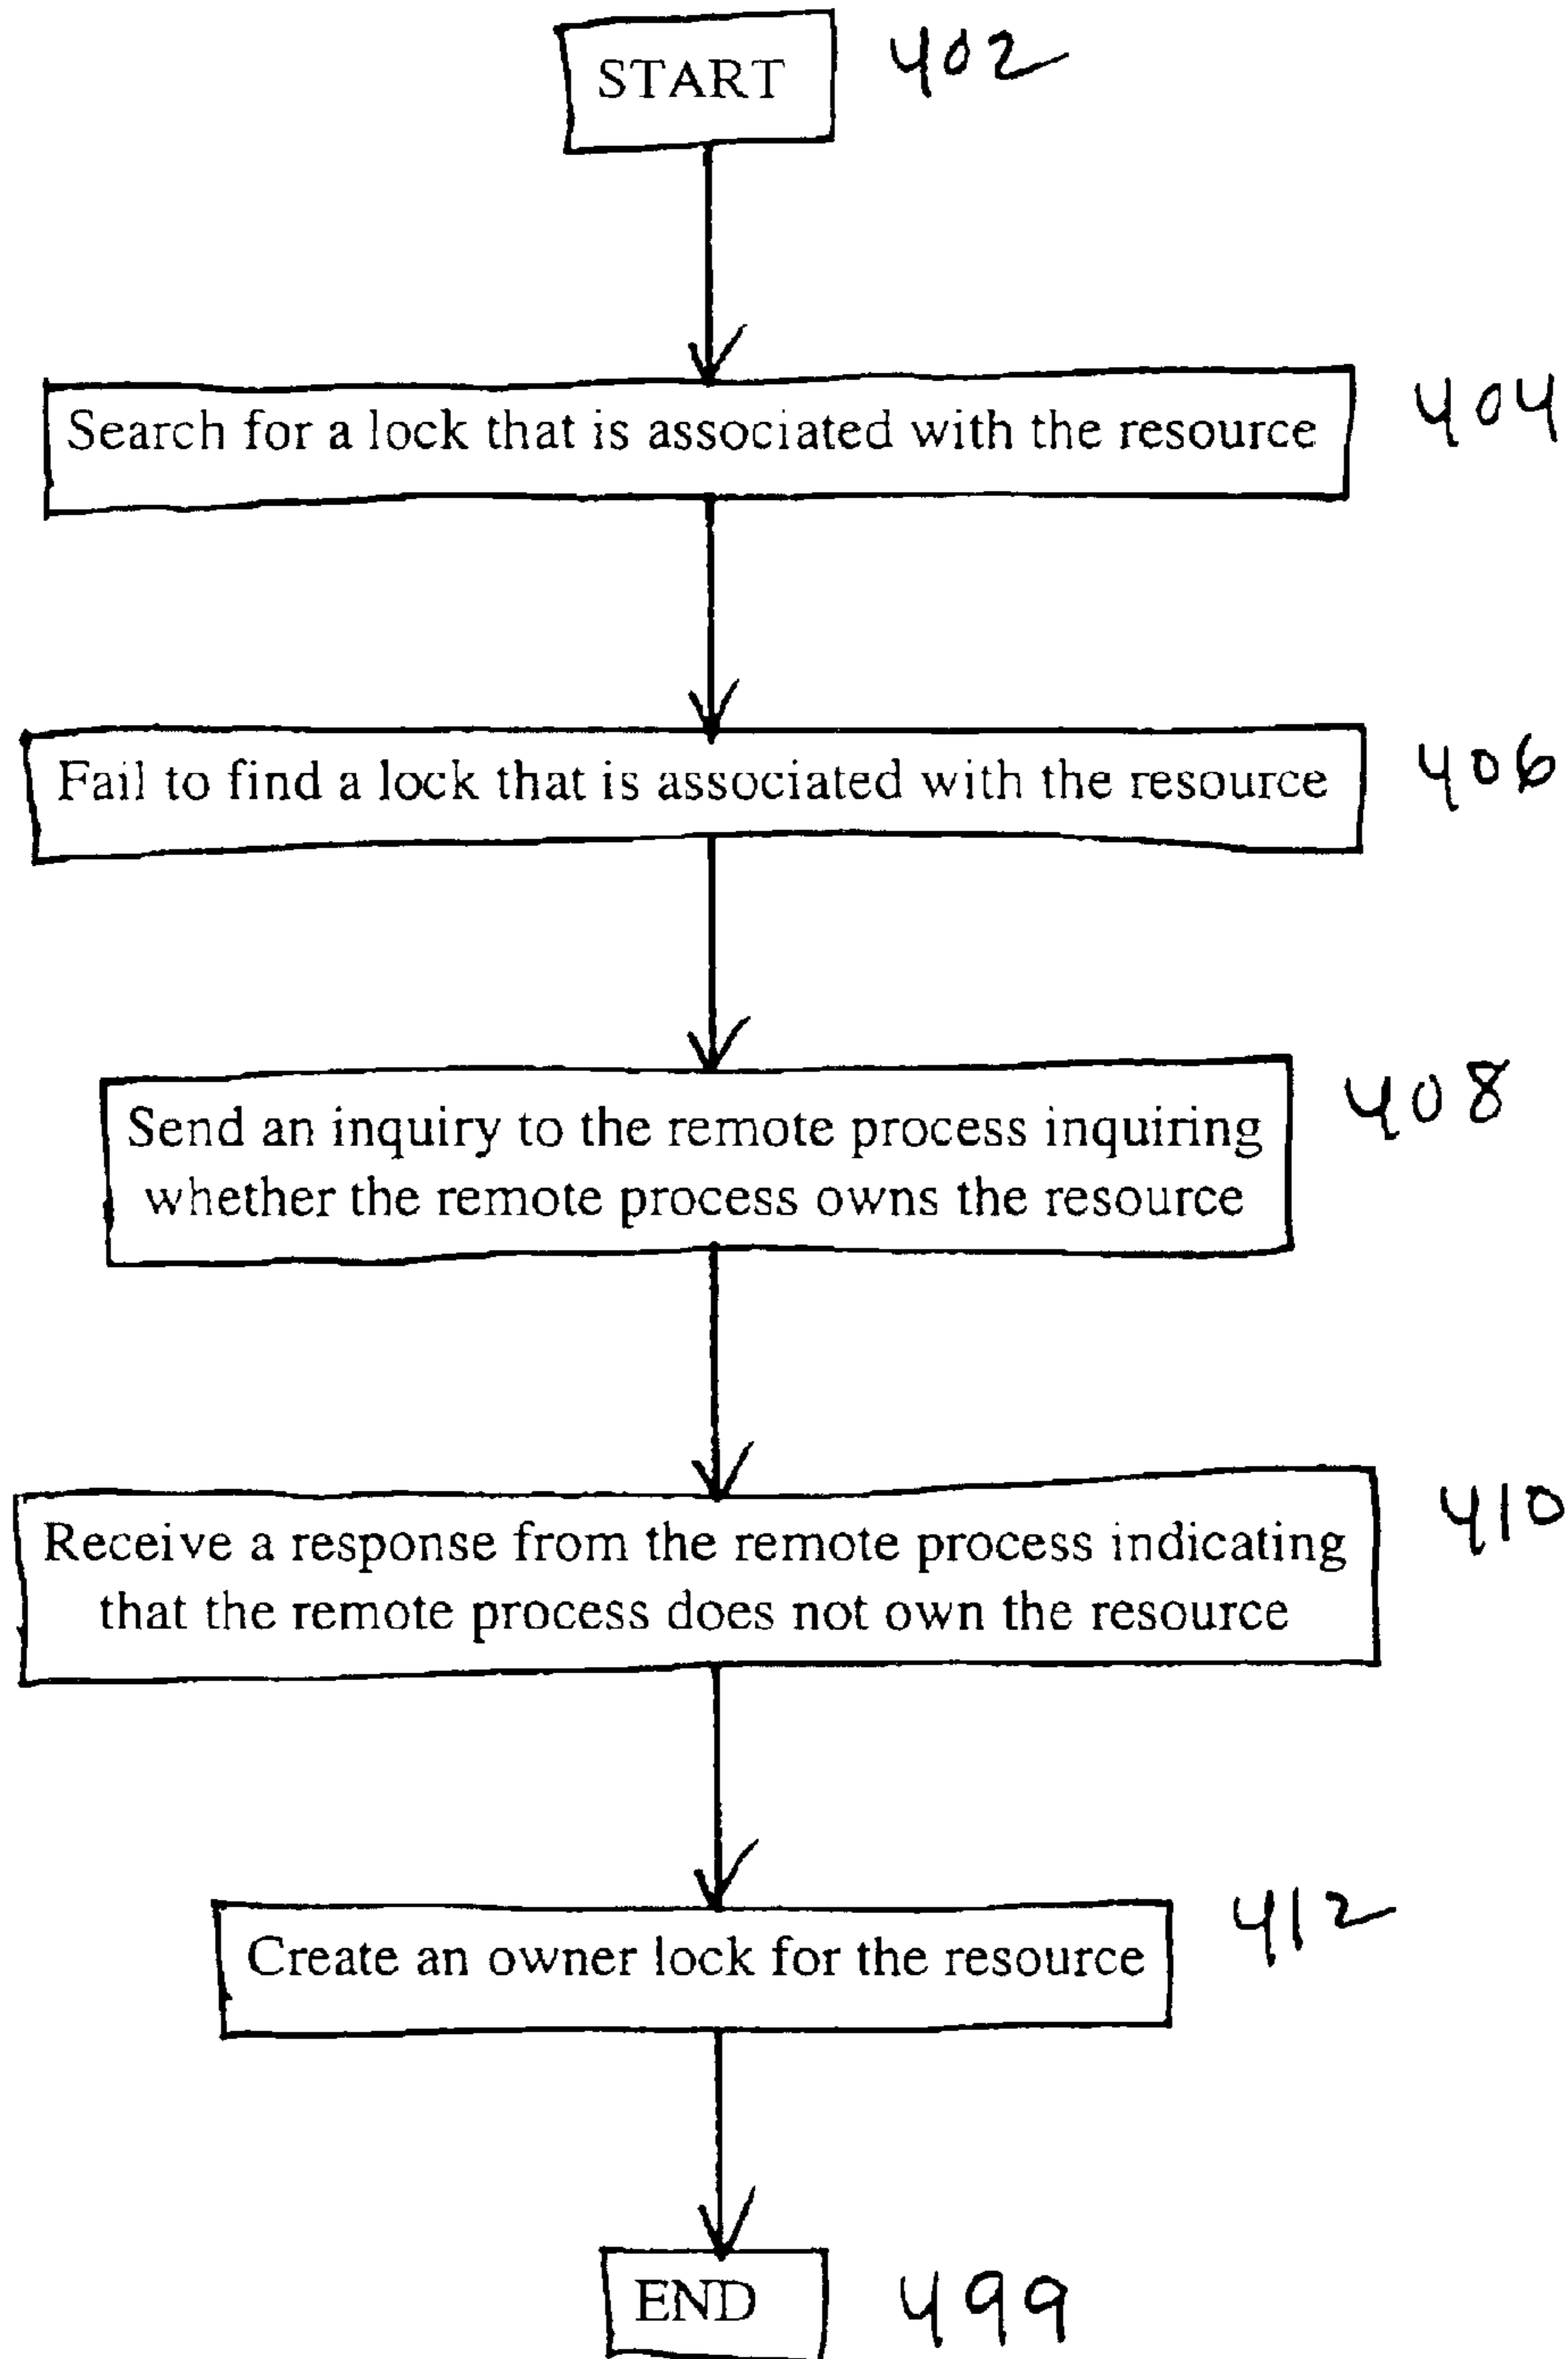 START 402
Search for a lock that is associated with the resource 404
Fail to find a lock that is associated with the resource 406
Send an inquiry to the remote process inquiring 408
whether the remote process owns the resource
Receive a response from the remote process indicating 410
that the remote process does not own the resource
Create an owner lock for the resource 412
END 499